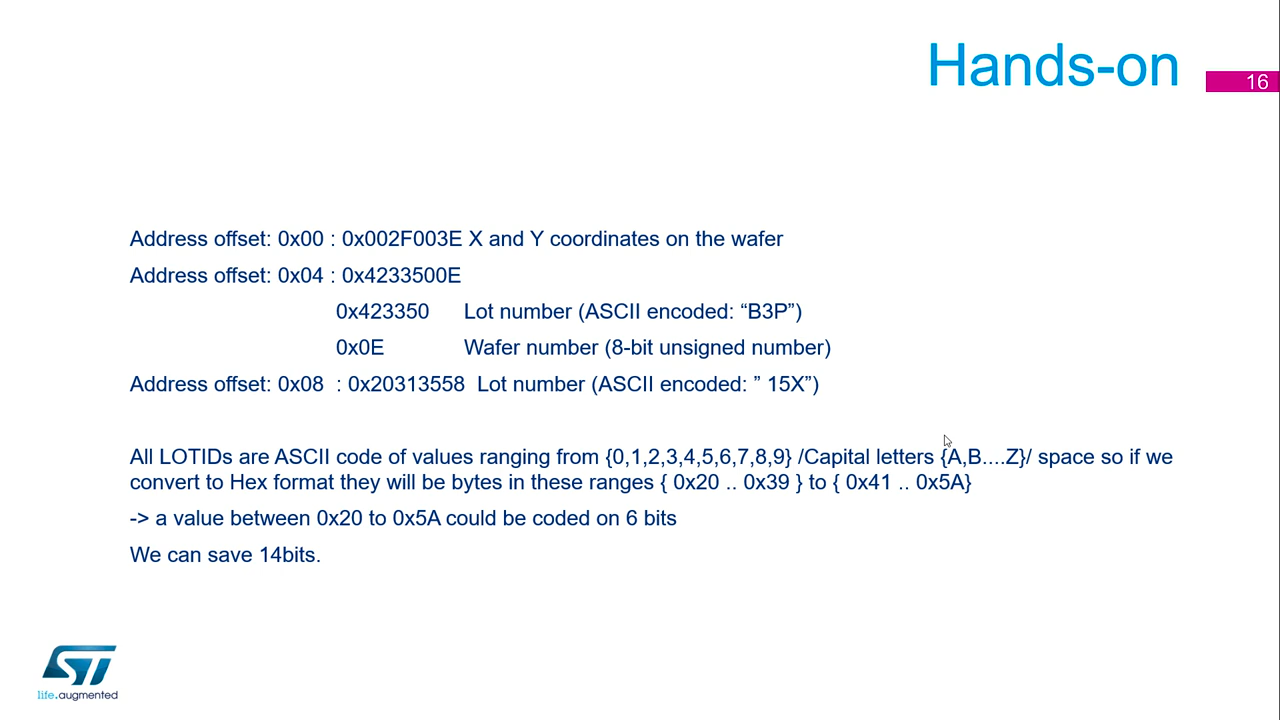 Hands-on
16
Address offset: 0x00 : 0x002F003E X and Y coordinates on the wafer
Address offset: 0x04 : 0x4233500E
0x423350 Lot number (ASCII encoded: “B3P”)
0x0E Wafer number (8-bit unsigned number)
Address offset: 0x08 : 0x20313558 Lot number (ASCII encoded: ” 15X”)
All LOTIDs are ASCII code of values ranging from {0,1,2,3,4,5,6,7,8,9} /Capital letters {A,B....Z}/ space so if we
convert to Hex format they will be bytes in these ranges { 0x20 .. 0x39 } to { 0x41 .. 0x5A}
-> a value between 0x20 to 0x5A could be coded on 6 bits
We can save 14bits.
ST
life.augmented